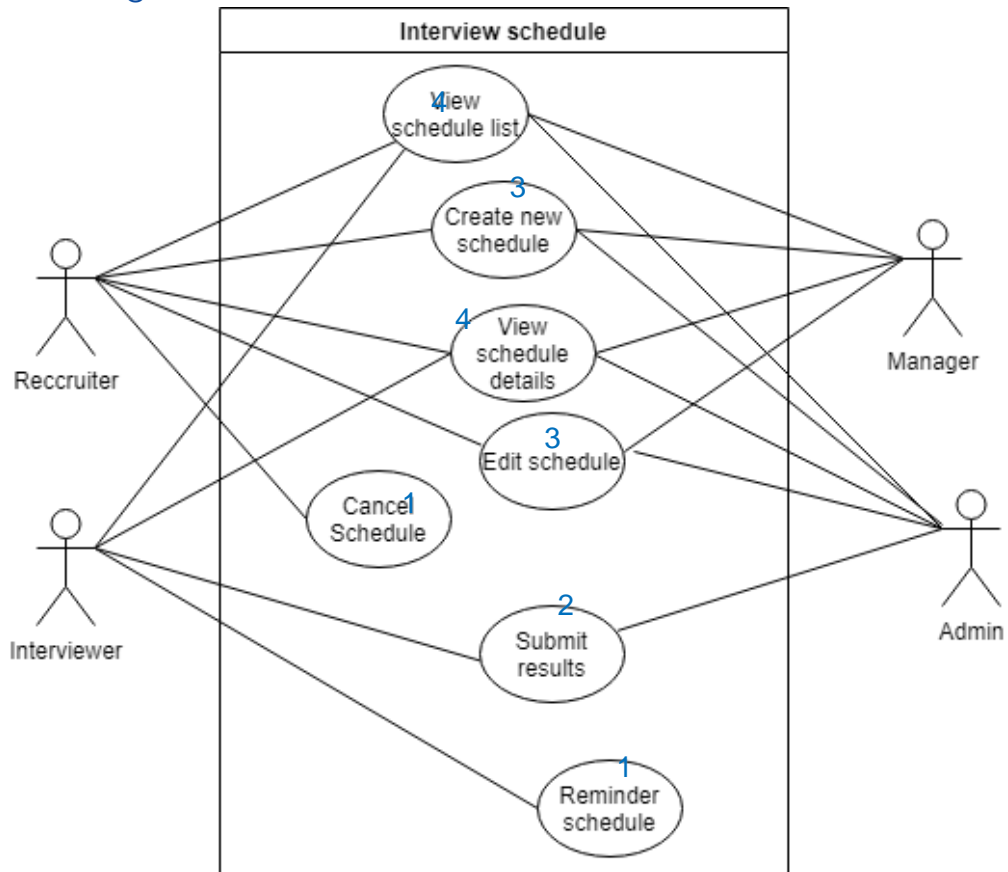 Interview schedule
4
View
schedule list
3
Create new
schedule
4
View
schedule
details
Reccruiter
Manager
3
Edit schedule
1
Cancel
Schedule
2
Submit
results
Interviewer
Admin
1
Reminder
schedule